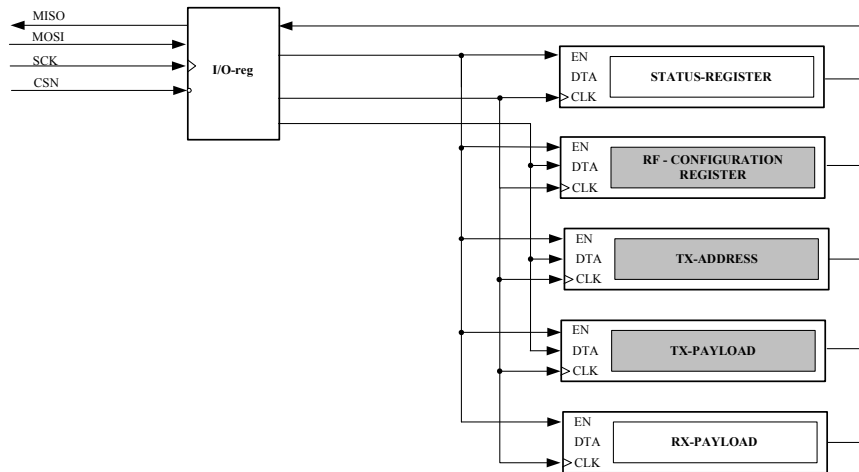 MISO
MOSI
SCK
CSN
I/O-reg
EN
DTA
CLK
STATUS-REGISTER
EN
DTA
CLK
RF - CONFIGURATION
REGISTER
EN
DTA
CLK
TX-ADDRESS
EN
DTA
CLK
TX-PAYLOAD
EN
DTA
CLK
RX-PAYLOAD